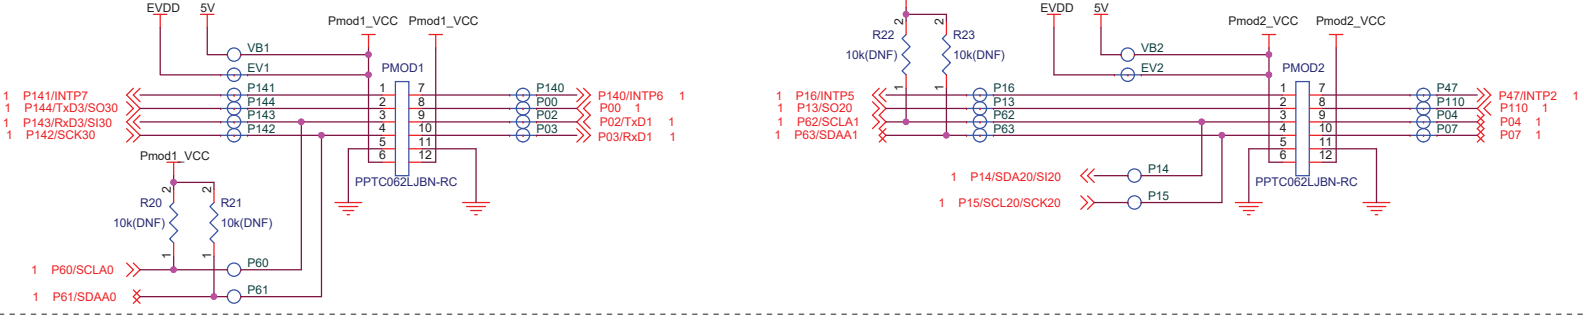 EVDD 5V
Pmod1_VCC Pmod1_VCC
VB1
EV1
PMOD1
1 P141/INTP7 P141 1 7 P140 P140/INTP6 1
1 P144/TxD3/SO30 P144 2 8 P00 P00 1
1 P143/RxD3/SI30 P143 3 9 P02 P02/TxD1 1
1 P142/SCK30 P142 4 10 P03 P03/RxD1 1
5 11
6 12
PPTC062LJBN-RC
Pmod1_VCC
2 2
R20 R21
10k(DNF) 10k(DNF)
1 1
1 P60/SCLA0 P60
1 P61/SDAA0 P61
EVDD 5V
Pmod2_VCC Pmod2_VCC
2 2
R22 R23
10k(DNF) 10k(DNF)
1 1
VB2
EV2
PMOD2
1 P16/INTP5 P16 1 7 P47 P47/INTP2 1
1 P13/SO20 P13 2 8 P110 P110 1
1 P62/SCLA1 P62 3 9 P04 P04 1
1 P63/SDAA1 P63 4 10 P07 P07 1
5 11
6 12
PPTC062LJBN-RC
1 P14/SDA20/SI20 P14
1 P15/SCL20/SCK20 P15